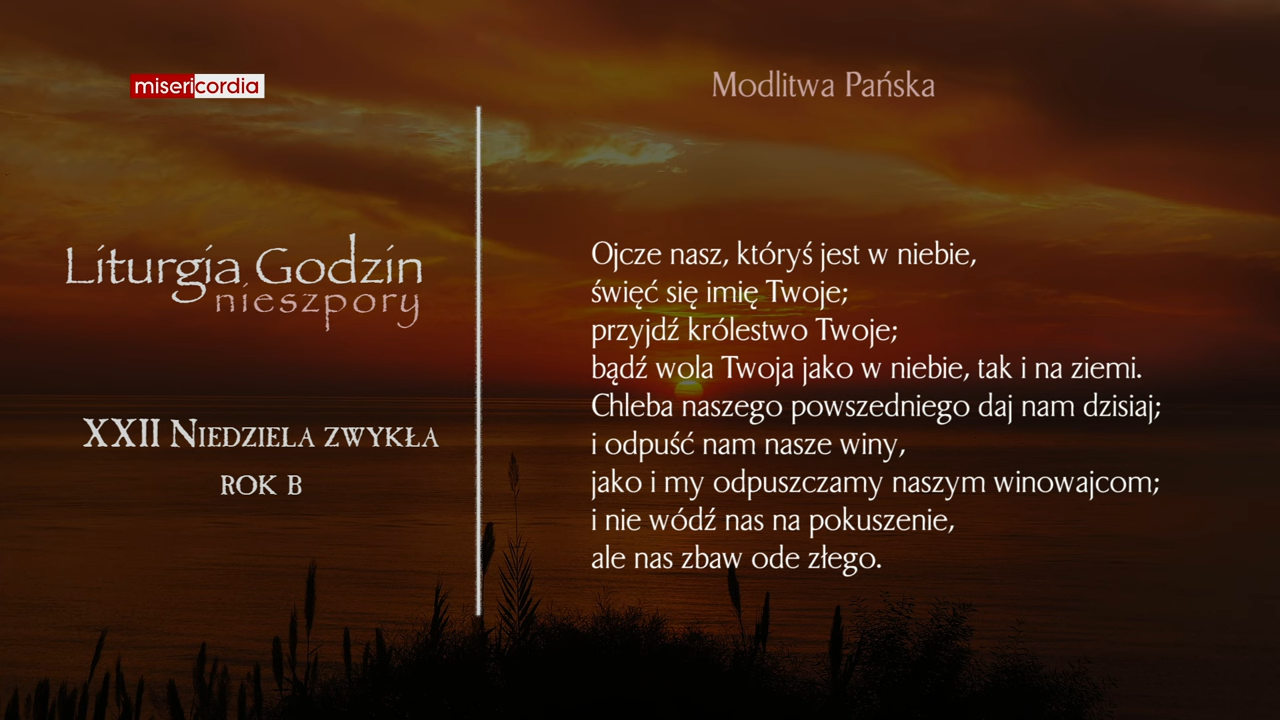 misericordia
Liturgia Godzin
nieszpory
XXII Niedziela zwykła
rok B
Modlitwa Pańska
Ojcze nasz, któryś jest w niebie,
święć się imię Twoje;
przyjdź królestwo Twoje;
bądź wola Twoja jako w niebie, tak i na ziemi.
Chleba naszego powszedniego daj nam dzisiaj;
i odpuść nam nasze winy,
jako i my odpuszczamy naszym winowajcom;
i nie wódź nas na pokuszenie,
ale nas zbaw ode złego.